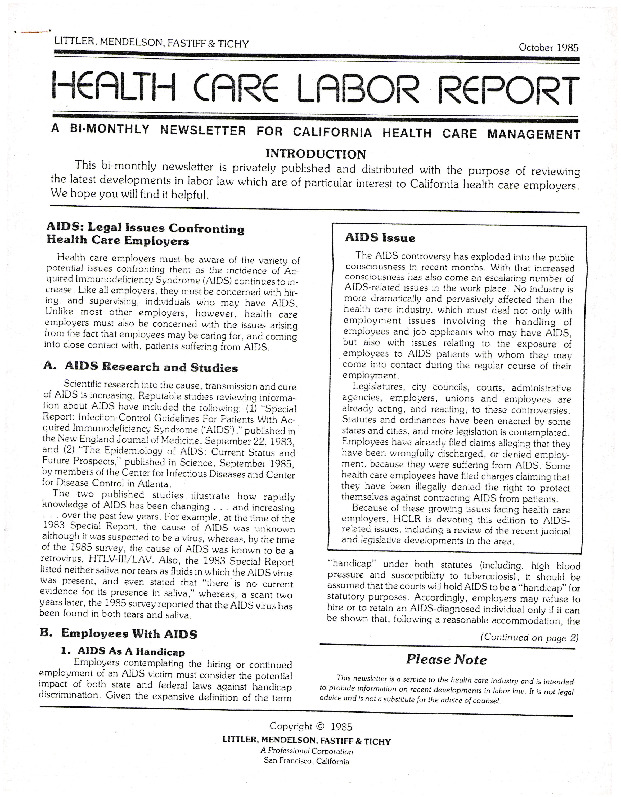 LITTLER, MENDELSON, FASTIFF & TICHY
October 1985
HEALTH CARE LABOR REPORT
A BI-MONTHLY NEWSLETTER FOR CALIFORNIA HEALTH CARE MANAGEMENT
INTRODUCTION
This bi-monthly newsletter is privately published and distributed with the purpose of reviewing
the latest developments in labor law which are of particular interest to California health care employers.
We hope you will find it helpful.
AIDS: Legal Issues Confronting
Health Care Employers
Health care employers must be aware of the variety of
potential issues confronting them as the incidence of Ac-
quired Immunodeficiency Syndrome (AIDS) continues to in-
crease. Like all employers, they must be concerned with hir-
ing and supervising individuals who may have AIDS.
Unlike most other employers, however, health care
employers must also be concerned with the issues arising
from the fact that employees may be caring for, and coming
into close contact with, patients suffering from AIDS.
A. AIDS Research and Studies
Scientific research into the cause, transmission and cure
of AIDS is increasing. Reputable studies reviewing informa-
tion about AIDS have included the following: (1) "Special
Report: Infection Control Guidelines For Patients With Ac-
quired Immunodeficiency Syndrome ('AIDS')," published in
the New England Journal of Medicine, September 22, 1983,
and (2) "The Epidemiology of AIDS: Current Status and
Future Prospects," published in Science, September 1985,
by members of the Center for Infectious Diseases and Center
for Disease Control in Atlanta.
The two published studies illustrate how rapidly
knowledge of AIDS has been changing . . . and increasing
. . . over the past few years. For example, at the time of the
1983 Special Report, the cause of AIDS was unknown
although it was suspected to be a virus, whereas, by the time
of the 1985 survey, the cause of AIDS was known to be a
retrovirus, HTLV-III/LAV. Also, the 1983 Special Report
listed neither saliva nor tears as fluids in which the AIDS virus
was present, and even stated that "there is no current
evidence for its presence in saliva," whereas, a scant two
years later, the 1985 survey reported that the AIDS virus has
been found in both tears and saliva.
B. Employees With AIDS
1. AIDS As A Handicap
Employers contemplating the hiring or continued
employment of an AIDS victim must consider the potential
impact of both state and federal laws against handicap
discrimination. Given the expansive definition of the term
AIDS Issue
The AIDS controversy has exploded into the public
consciousness in recent months. With that increased
consciousness has also come an escalating number of
AIDS-related issues in the work place. No industry is
more dramatically and pervasively affected than the
health care industry, which must deal not only with
employment issues involving the handling of
employees and job applicants who may have AIDS,
but also with issues relating to the exposure of
employees to AIDS patients with whom they may
come into contact during the regular course of their
employment.
Legislatures, city councils, courts, administrative
agencies, employers, unions and employees are
already acting, and reacting, to these controversies.
Statutes and ordinances have been enacted by some
states and cities, and more legislation is contemplated.
Employees have already filed claims alleging that they
have been wrongfully discharged, or denied employ-
ment, because they were suffering from AIDS. Some
health care employees have filed charges claiming that
they have been illegally denied the right to protect
themselves against contracting AIDS from patients.
Because of these growing issues facing health care
employers, HCLR is devoting this edition to AIDS-
related issues, including a review of the recent judicial
and legislative developments in the area.
"handicap" under both statutes (including, high blood
pressure and susceptibility to tuberculosis), it should be
assumed that the courts will hold AIDS to be a "handicap" for
statutory purposes. Accordingly, employers may refuse to
hire or to retain an AIDS-diagnosed individual only if it can
be shown that, following a reasonable accommodation, the
(Continued on page 2)
Please Note
This newsletter is a service to the health care industry and is intended
to provide information on recent developments in labor law. It is not legal
advice and is not a substitute for the advice of counsel.
Copyright © 1985
LITTLER, MENDELSON, FASTIFF & TICHY
A Professional Corporation
San Francisco, California